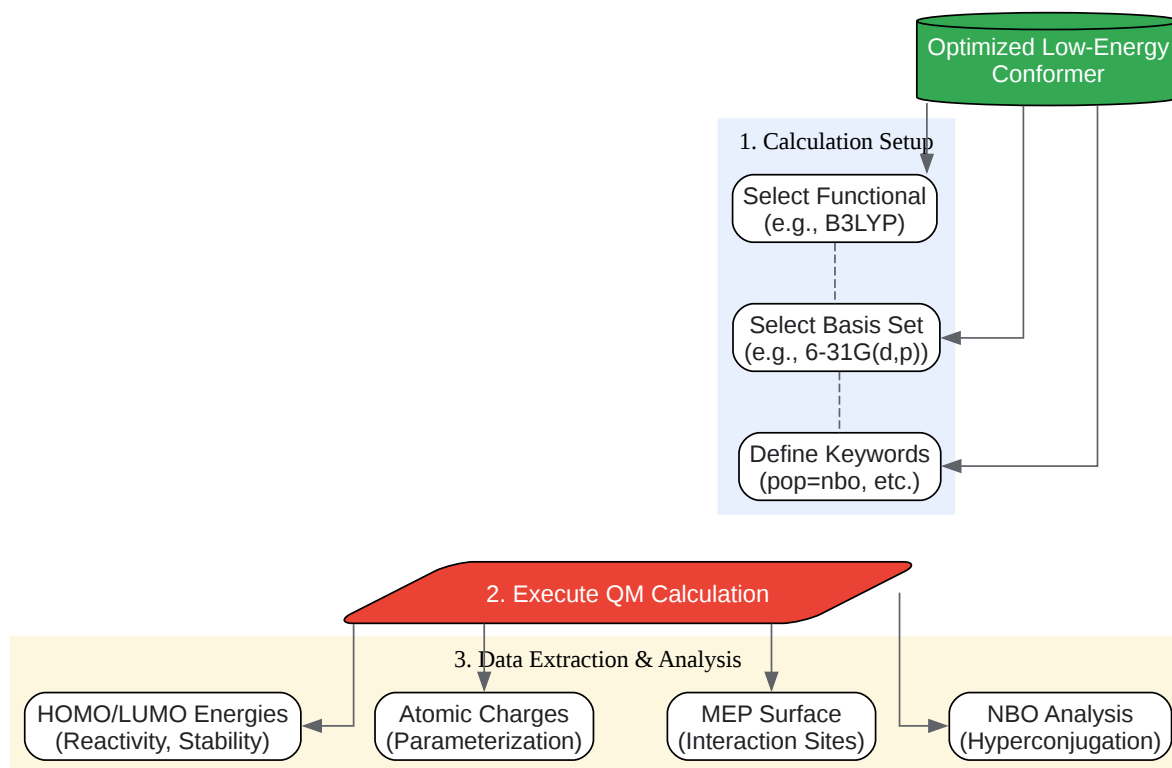 Optimized Low-Energy
Conformer
1. Calculation Setup
Select Functional
(e.g., B3LYP)
Select Basis Set
(e.g., 6-31G(d,p))
Define Keywords
(pop=nbo, etc.)
2. Execute QM Calculation
3. Data Extraction & Analysis
HOMO/LUMO Energies
(Reactivity, Stability)
Atomic Charges
(Parameterization)
MEP Surface
(Interaction Sites)
NBO Analysis
(Hyperconjugation)